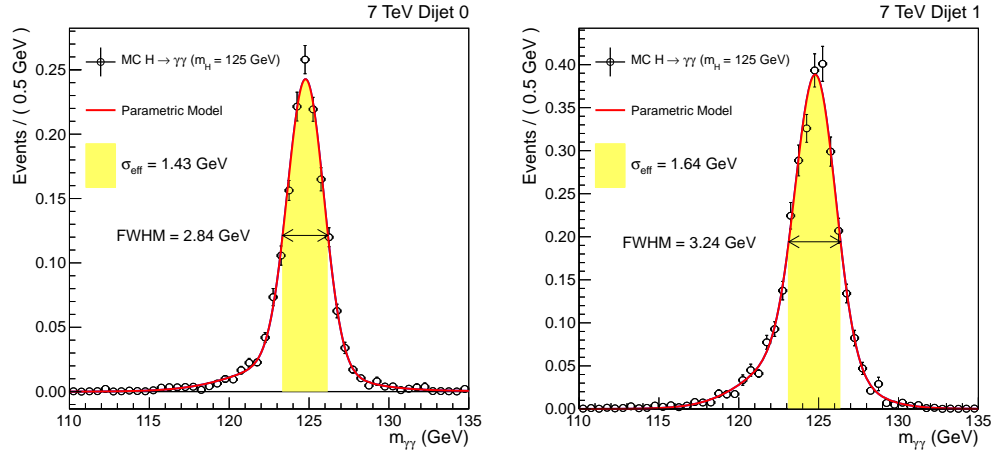 7 TeV Dijet 0
Events / ( 0.5 GeV )
0.25
0.20
0.15
0.10
0.05
0.00
MC H→γγ (m_H = 125 GeV)
Parametric Model
σ_eff = 1.43 GeV
FWHM = 2.84 GeV
110 115 120 125 130 135
m_γγ (GeV)
7 TeV Dijet 1
Events / ( 0.5 GeV )
0.40
0.35
0.30
0.25
0.20
0.15
0.10
0.05
0.00
MC H→γγ (m_H = 125 GeV)
Parametric Model
σ_eff = 1.64 GeV
FWHM = 3.24 GeV
110 115 120 125 130 135
m_γγ (GeV)